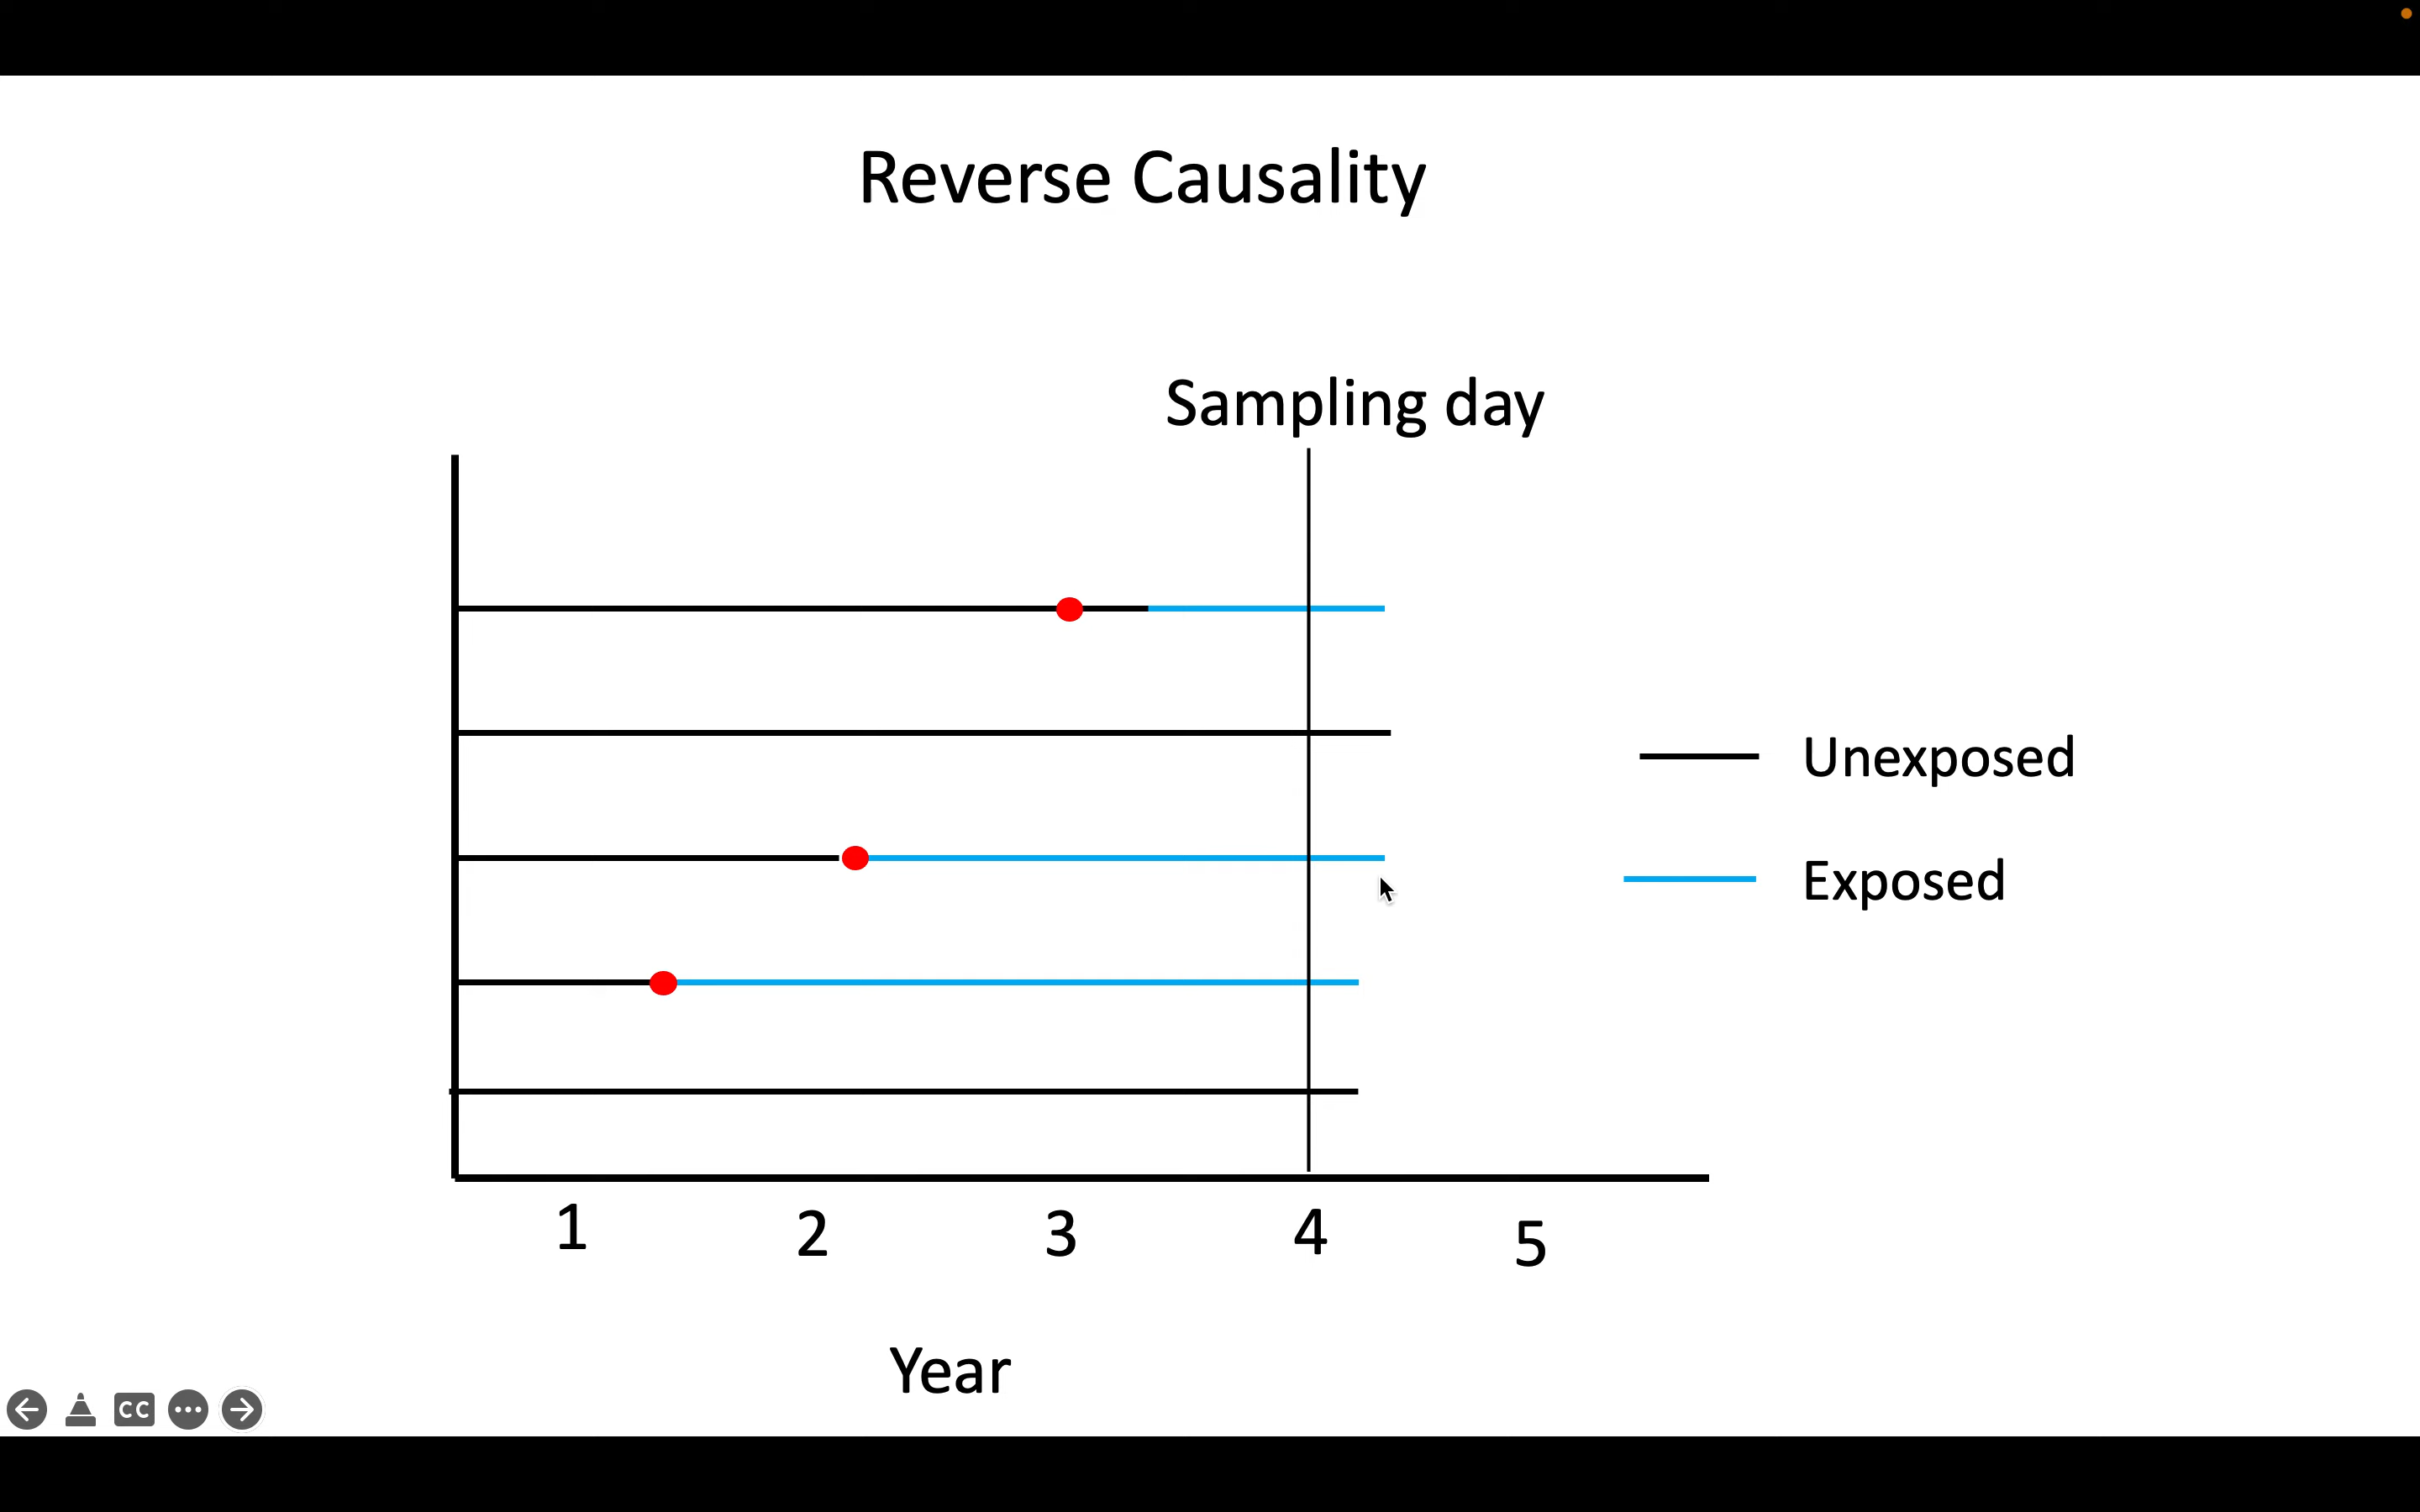 Reverse Causality
Sampling day
Unexposed
Exposed
1 2 3 4 5
Year
CC